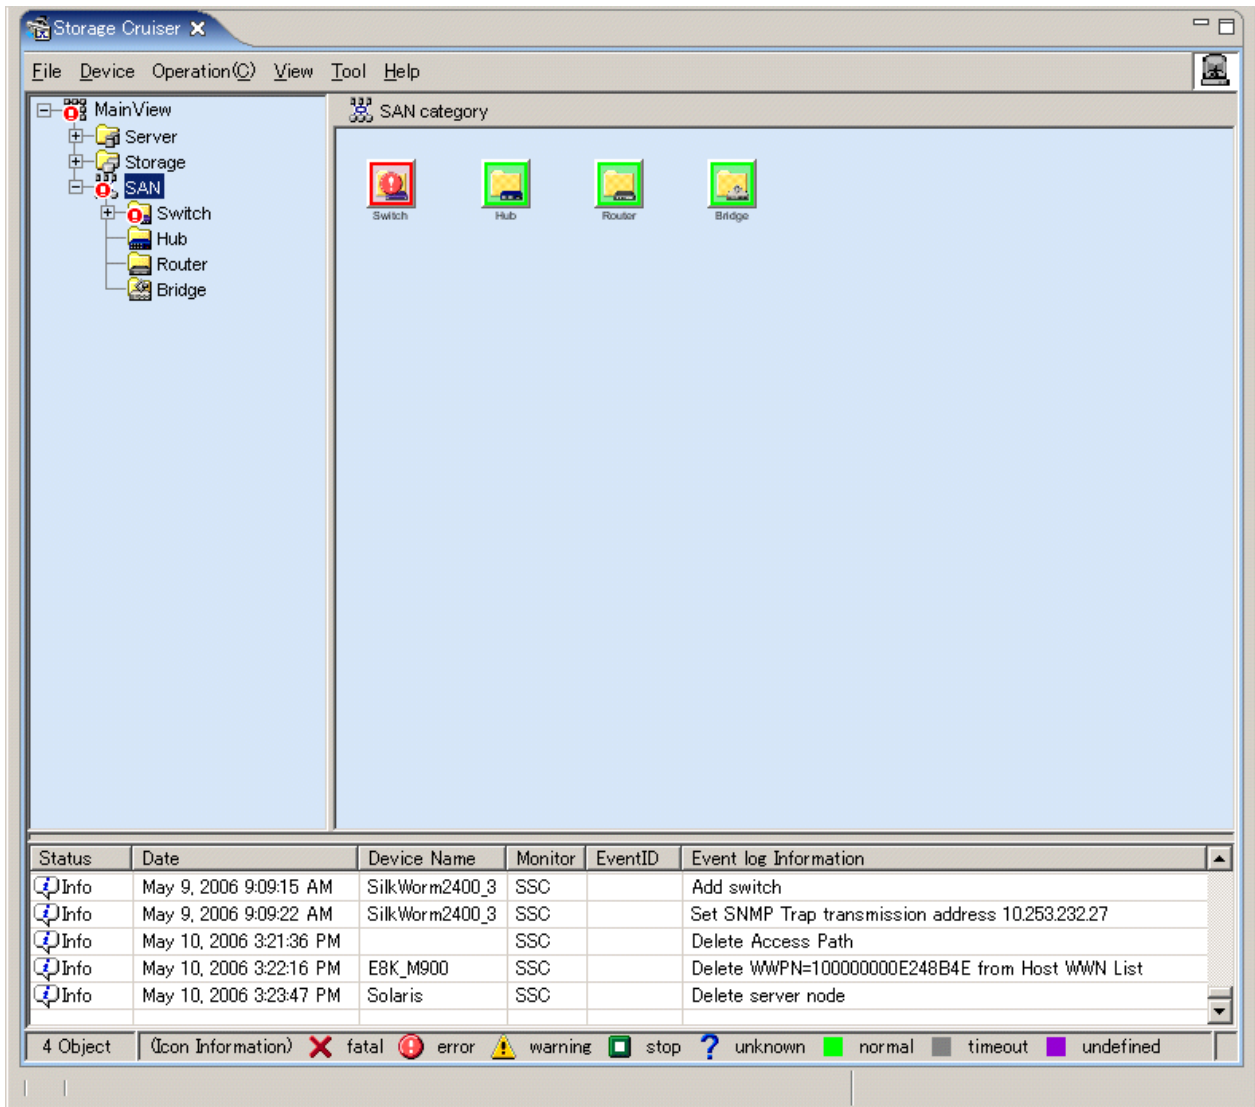 Storage Cruiser
File Device Operation(C) View Tool Help
MainView
Server
Storage
SAN
Switch
Hub
Router
Bridge
SAN category
Switch Hub Router Bridge
Status Date Device Name Monitor EventID Event log Information
Info May 9, 2006 9:09:15 AM SilkWorm2400_3 SSC Add switch
Info May 9, 2006 9:09:22 AM SilkWorm2400_3 SSC Set SNMP Trap transmission address 10.253.232.27
Info May 10, 2006 3:21:36 PM SSC Delete Access Path
Info May 10, 2006 3:22:16 PM E8K_M900 SSC Delete WWPN=100000000E248B4E from Host WWN List
Info May 10, 2006 3:23:47 PM Solaris SSC Delete server node
4 Object (Icon Information) fatal error warning stop unknown normal timeout undefined